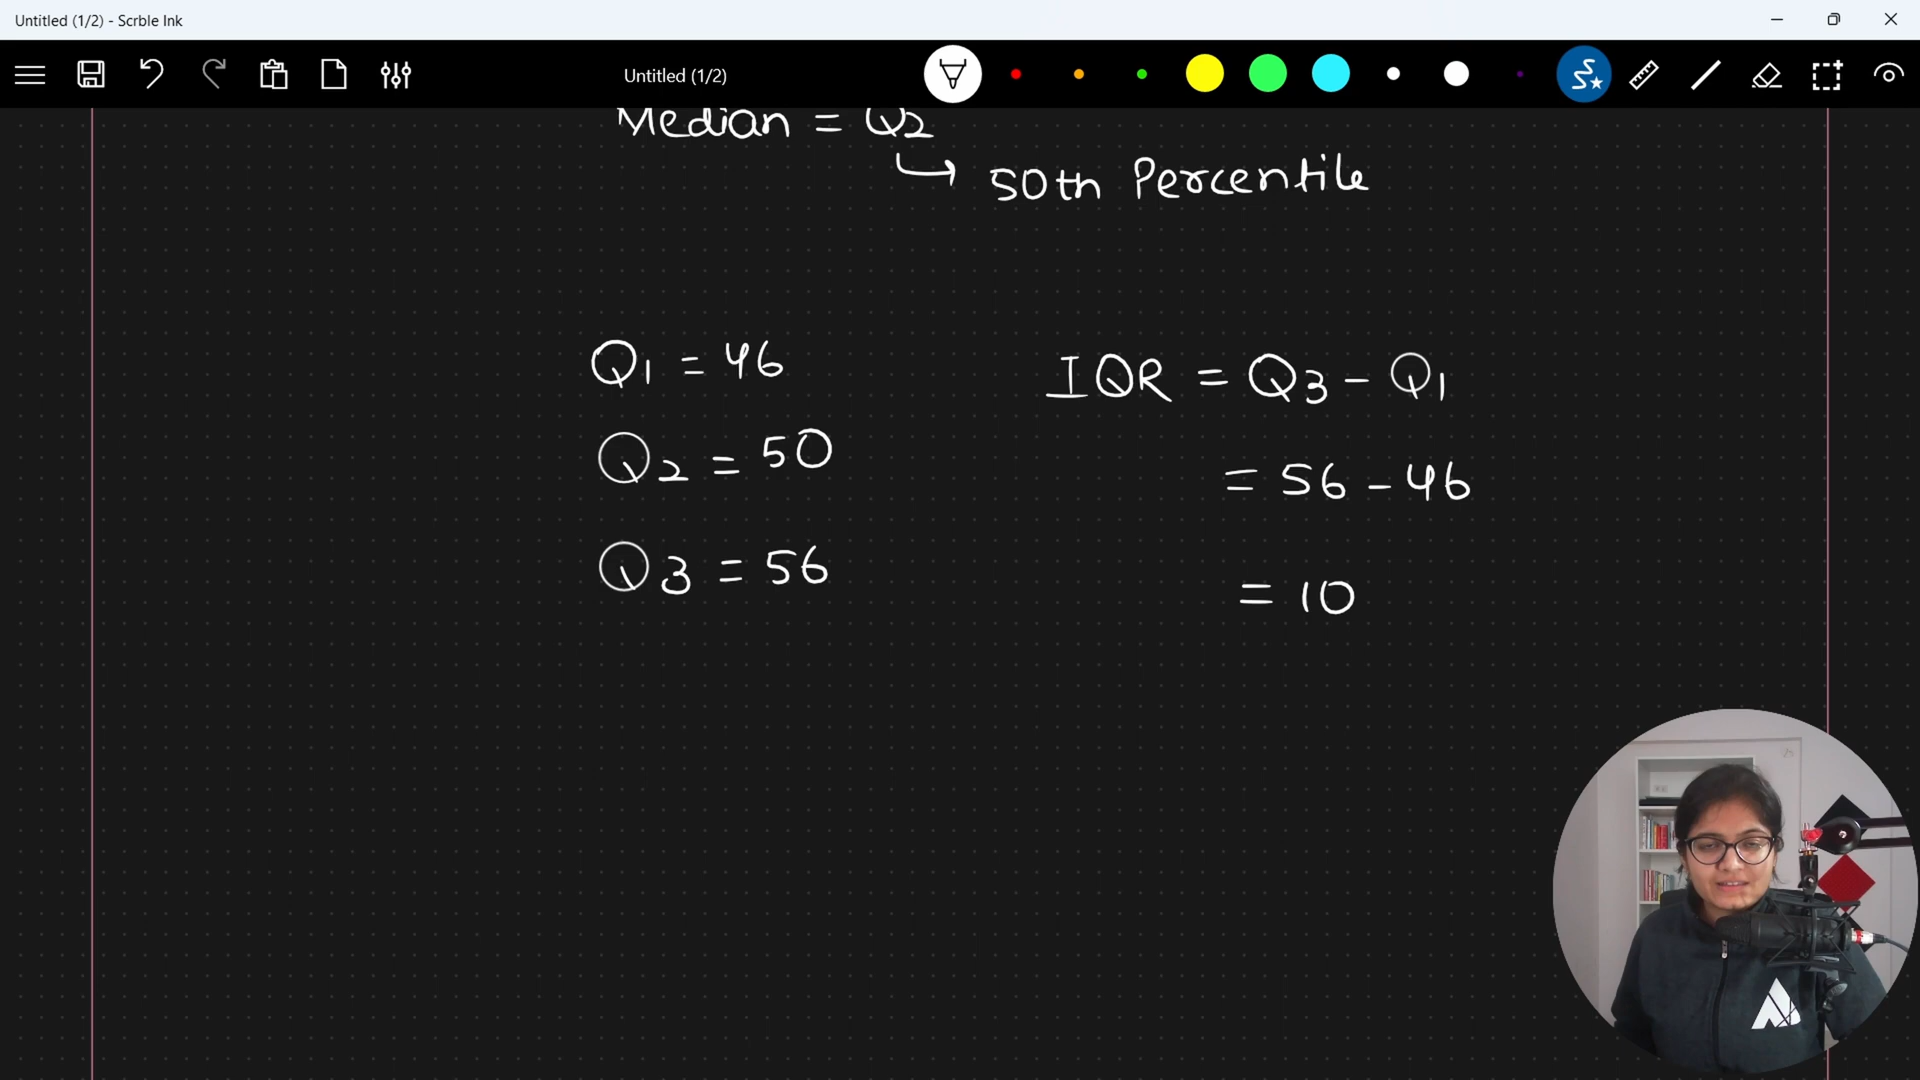 Untitled (1/2) - Scrble Ink
Untitled (1/2)
Median = Q2
50th Percentile
Q1 = 46
Q2 = 50
Q3 = 56
IQR = Q3 - Q1
= 56 - 46
= 10